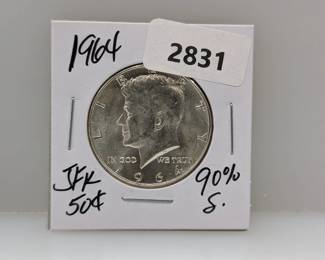 1964
2831
LIBERTY
IN GOD WE TRUST
1964
JFK
50¢
90%
S.